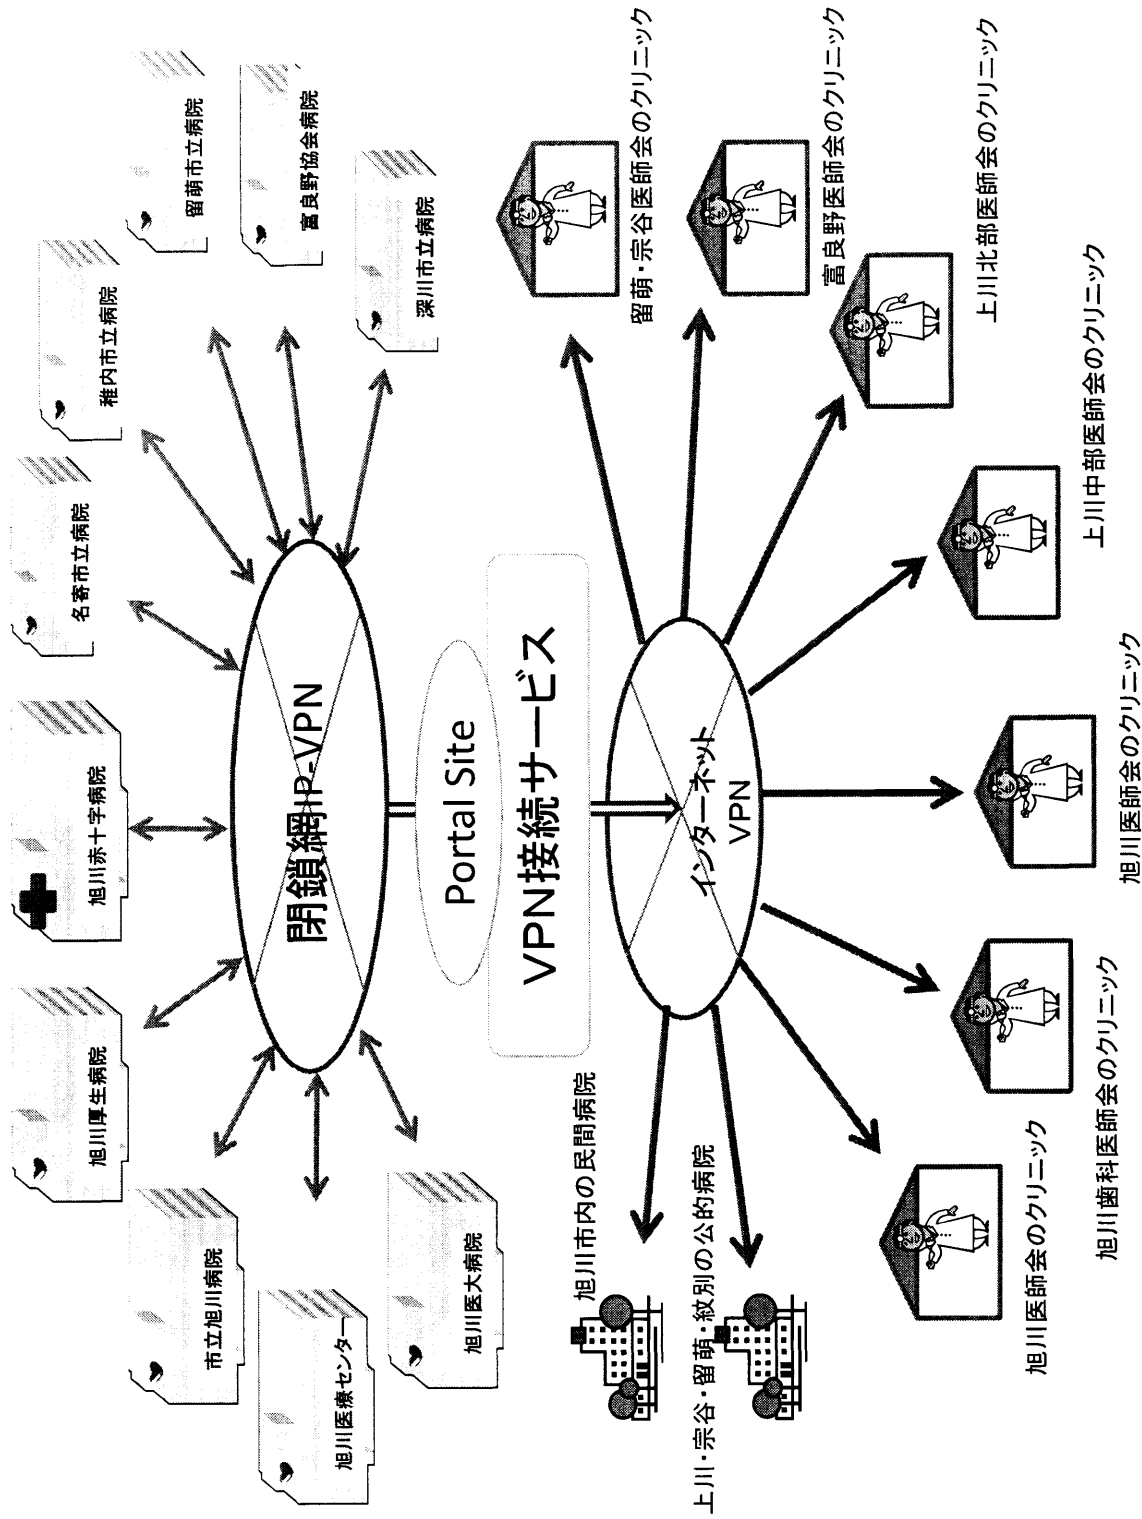 旭川医療センター
市立旭川病院
旭川厚生病院
旭川赤十字病院
名寄市立病院
稚内市立病院
留萌市立病院
富良野協会病院
深川市立病院
旭川医大病院
閉鎖網IP-VPN
Portal Site
VPN接続サービス
インターネット
VPN
旭川市内の民間病院
上川・宗谷・留萌・紋別の公的病院
旭川医師会のクリニック
旭川歯科医師会のクリニック
旭川医師会のクリニック
上川中部医師会のクリニック
上川北部医師会のクリニック
富良野医師会のクリニック
留萌・宗谷医師会のクリニック